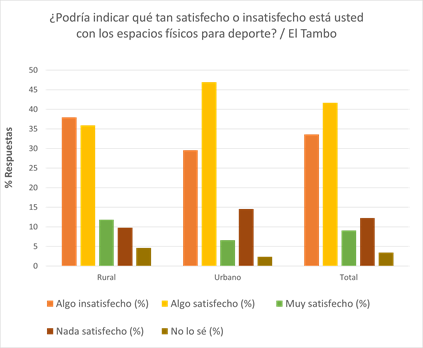 ¿Podría indicar qué tan satisfecho o insatisfecho está usted
con los espacios físicos para deporte? / El Tambo
50
45
40
35
30
25
20
15
10
5
0
% Respuestas
Rural Urbano Total
Algo insatisfecho (%) Algo satisfecho (%) Muy satisfecho (%)
Nada satisfecho (%) No lo sé (%)